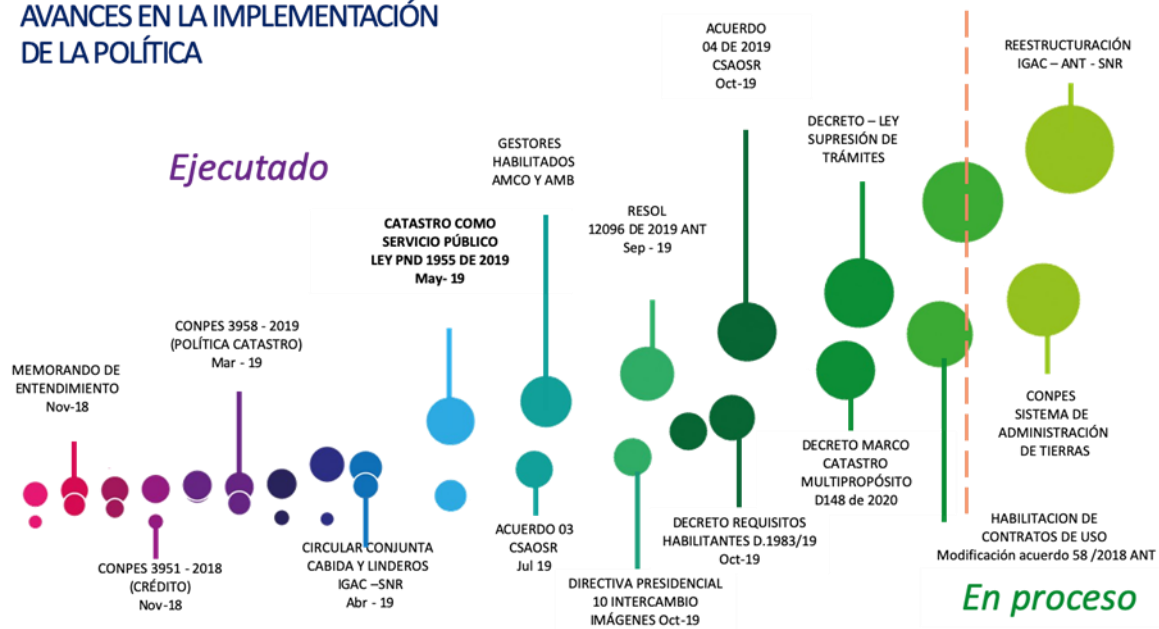 AVANCES EN LA IMPLEMENTACIÓN
DE LA POLÍTICA
Ejecutado
MEMORANDO DE
ENTENDIMIENTO
Nov-18
CONPES 3951 - 2018
(CRÉDITO)
Nov-18
CONPES 3958 - 2019
(POLÍTICA CATASTRO)
Mar - 19
CIRCULAR CONJUNTA
CABIDA Y LINDEROS
IGAC –SNR
Abr - 19
CATASTRO COMO
SERVICIO PÚBLICO
LEY PND 1955 DE 2019
May- 19
GESTORES
HABILITADOS
AMCO Y AMB
ACUERDO 03
CSAOSR
Jul 19
RESOL
12096 DE 2019 ANT
Sep - 19
DIRECTIVA PRESIDENCIAL
10 INTERCAMBIO
IMÁGENES Oct-19
ACUERDO
04 DE 2019
CSAOSR
Oct-19
DECRETO REQUISITOS
HABILITANTES D.1983/19
Oct-19
DECRETO – LEY
SUPRESIÓN DE
TRÁMITES
DECRETO MARCO
CATASTRO
MULTIPROPÓSITO
D148 de 2020
REESTRUCTURACIÓN
IGAC – ANT - SNR
CONPES
SISTEMA DE
ADMINISTRACIÓN
DE TIERRAS
HABILITACION DE
CONTRATOS DE USO
Modificación acuerdo 58 /2018 ANT
En proceso